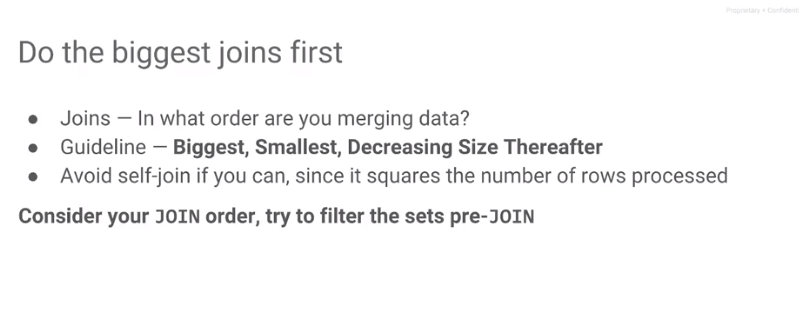 Proprietary + Confidential
Do the biggest joins first
● Joins — In what order are you merging data?
● Guideline — Biggest, Smallest, Decreasing Size Thereafter
● Avoid self-join if you can, since it squares the number of rows processed
Consider your JOIN order, try to filter the sets pre-JOIN